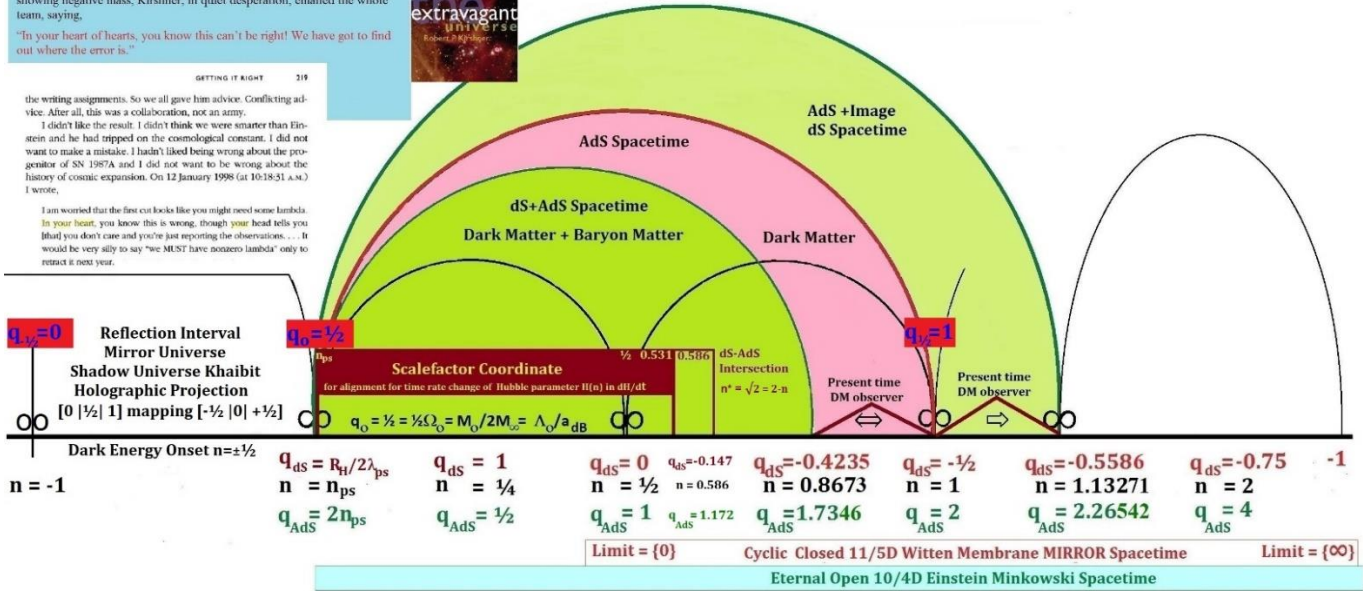 showing negative mass, Kirshner, in quiet desperation, emailed the whole
team, saying,
"In your heart of hearts, you know this can't be right! We have got to find
out where the error is."
extravagant
universe
Robert P. Kirshner
GETTING IT RIGHT 219
the writing assignments. So we all gave him advice. Conflicting ad-
vice. After all, this was a collaboration, not an army.
I didn't like the result. I didn't think we were smarter than Ein-
stein and he had tripped on the cosmological constant. I did not
want to make a mistake. I hadn't liked being wrong about the pro-
genitor of SN 1987A and I did not want to be wrong about the
history of cosmic expansion. On 12 January 1998 (at 10:18:31 A.M.)
I wrote,
I am worried that the first cut looks like you might need some lambda.
In your heart, you know this is wrong, though your head tells you
[that] you don't care and you're just reporting the observations. . . . It
would be very silly to say "we MUST have nonzero lambda" only to
retract it next year.
AdS +Image
dS Spacetime
AdS Spacetime
dS+AdS Spacetime
Dark Matter + Baryon Matter
Dark Matter
q-½=0
Reflection Interval
Mirror Universe
Shadow Universe Khaibit
Holographic Projection
[0 |½| 1] mapping [-½ |0| +½]
Dark Energy Onset n=±½
qo=½
q½=1
nps ½ 0.531 0.586
Scalefactor Coordinate
for alignment for time rate change of Hubble parameter H{n} in dH/dt
dS-AdS
Intersection
n* = √2 = 2-n
qo = ½ = ½Ωo= Mo/2M∞= Λo/adB
Present time
DM observer
⇔
Present time
DM observer
⇨
qdS = RH/2λps qdS = 1 qdS= 0 qdS=-0.147 qdS=-0.4235 qdS= -½ qdS=-0.5586 qdS=-0.75 -1
n = -1 n = nps n = ¼ n = ½ n = 0.586 n = 0.8673 n = 1 n = 1.13271 n = 2
qAdS = 2nps qAdS = ½ qAdS = 1 qAdS = 1.172 qAdS =1.7346 qAdS = 2 qAdS = 2.26542 qAdS = 4
Limit = {0} Cyclic Closed 11/5D Witten Membrane MIRROR Spacetime Limit = {∞}
Eternal Open 10/4D Einstein Minkowski Spacetime